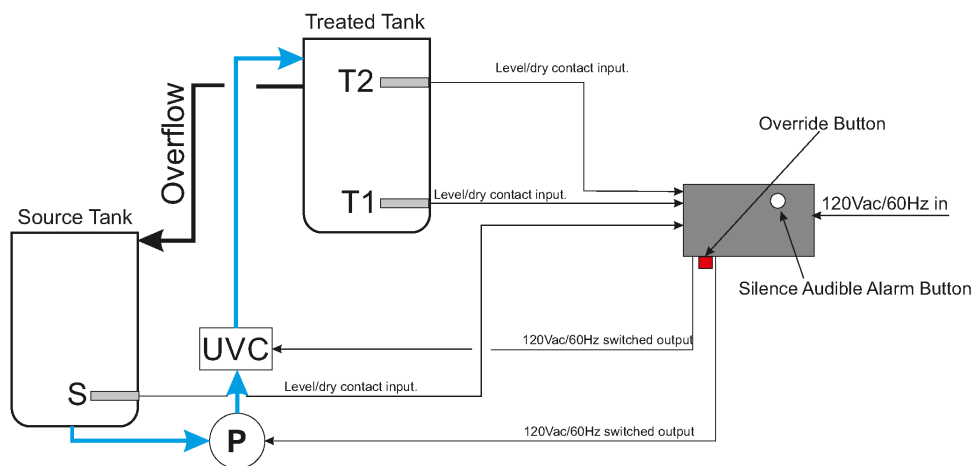 Treated Tank
Level/dry contact input.
T2
Override Button
Overflow
Level/dry contact input.
T1
Source Tank
120Vac/60Hz in
Silence Audible Alarm Button
120Vac/60Hz switched output
UVC
Level/dry contact input.
S
120Vac/60Hz switched output
P